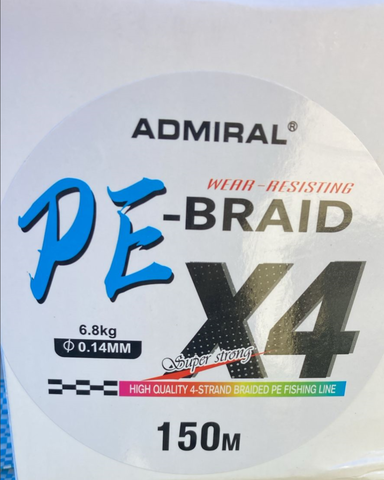 ADMIRAL®
WEAR-RESISTING
PE-BRAID
X4
6.8kg
Φ 0.14MM
Super strong
HIGH QUALITY 4-STRAND BRAIDED PE FISHING LINE
150M